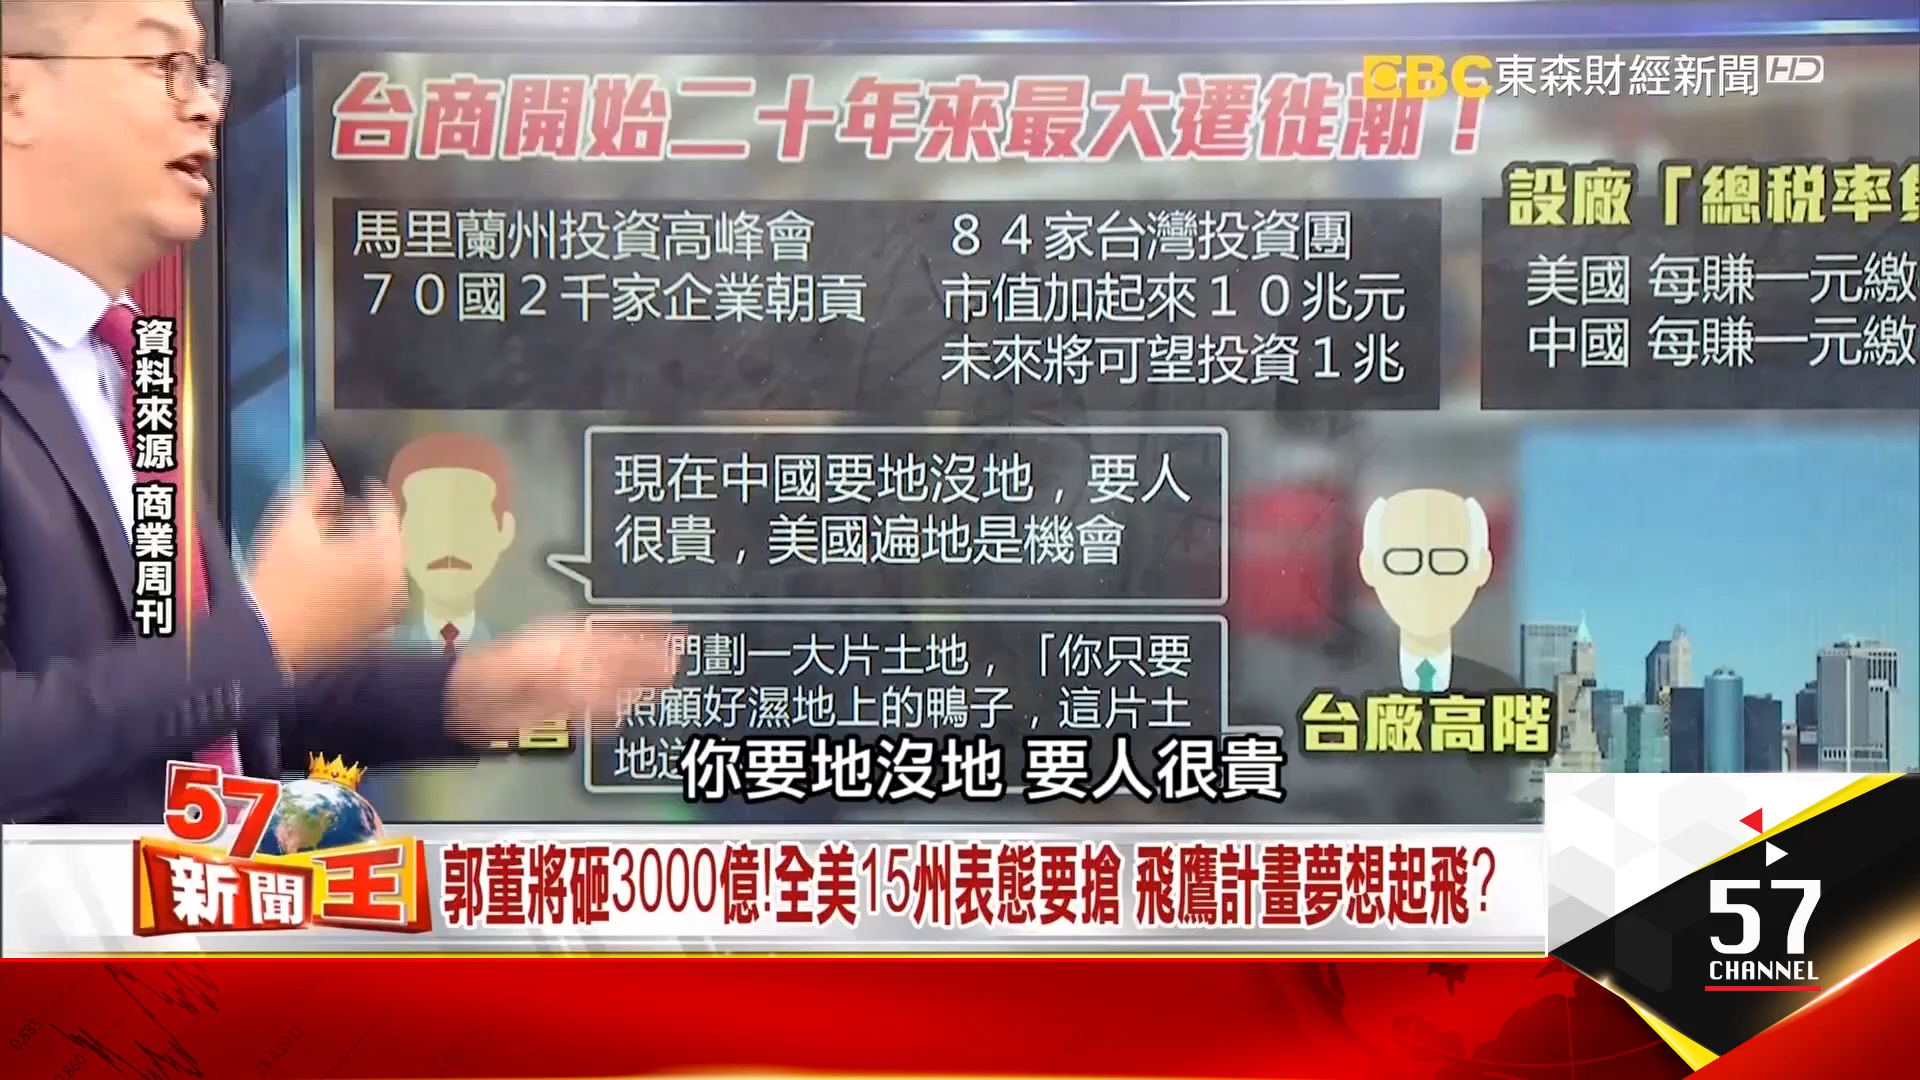 EBC東森財經新聞HD
台商開始二十年來最大遷徙潮！
馬里蘭州投資高峰會
７０國２千家企業朝貢
８４家台灣投資團
市值加起來１０兆元
未來將可望投資１兆
設廠「總稅率
美國 每賺一元繳
中國 每賺一元繳
資料來源 商業周刊
現在中國要地沒地，要人
很貴，美國遍地是機會
們劃一大片土地，「你只要
照顧好濕地上的鴨子，這片土
地
台廠高階
你要地沒地 要人很貴
57
新聞王
郭董將砸3000億!全美15州表態要搶 飛鷹計畫夢想起飛?
57
CHANNEL